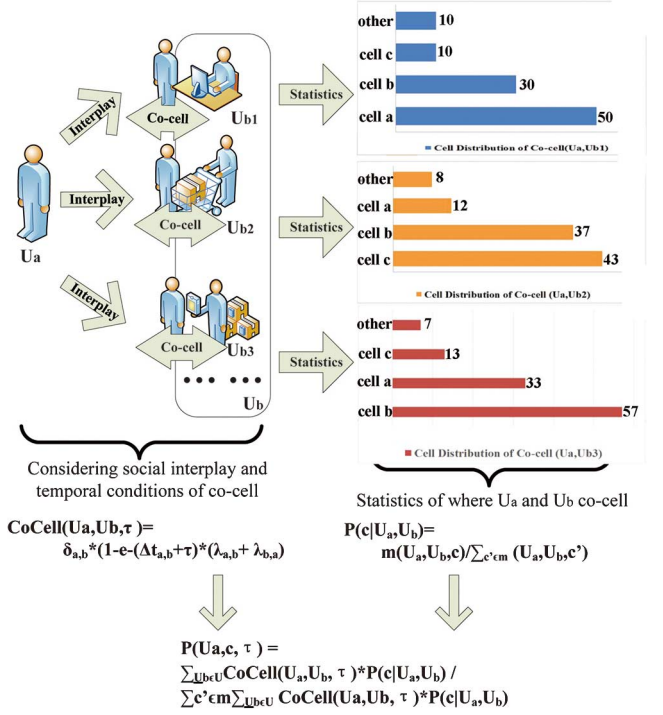 Ua
Interplay
Interplay
Interplay
Co-cell
Ub1
Co-cell
Ub2
Co-cell
Ub3
Ub
Statistics
Statistics
Statistics
other 10
cell c 10
cell b 30
cell a 50
Cell Distribution of Co-cell(Ua,Ub1)
other 8
cell a 12
cell b 37
cell c 43
Cell Distribution of Co-cell (Ua,Ub2)
other 7
cell c 13
cell a 33
cell b 57
Cell Distribution of Co-cell (Ua,Ub3)
Considering social interplay and
temporal conditions of co-cell
Statistics of where Ua and Ub co-cell
CoCell(Ua,Ub,τ)=
δa,b*(1-e-(Δta,b+τ)*(λa,b+ λb,a)
P(c|Ua,Ub)=
m(Ua,Ub,c)/∑c'ϵm (Ua,Ub,c')
P(Ua,c, τ) =
∑UbϵU CoCell(Ua,Ub, τ)*P(c|Ua,Ub) /
∑c'ϵm∑UbϵU CoCell(Ua,Ub, τ)*P(c|Ua,Ub)